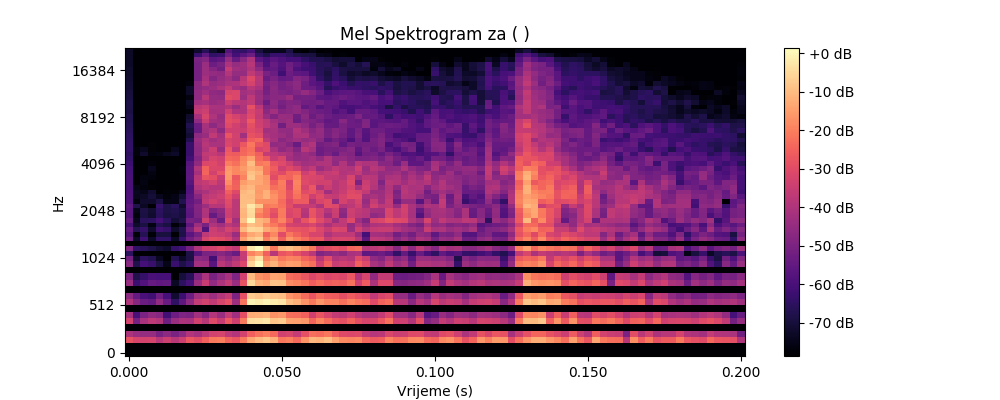 Mel Spektrogram za ( )
Hz
16384
8192
4096
2048
1024
512
0
0.000 0.050 0.100 0.150 0.200
Vrijeme (s)
+0 dB
-10 dB
-20 dB
-30 dB
-40 dB
-50 dB
-60 dB
-70 dB